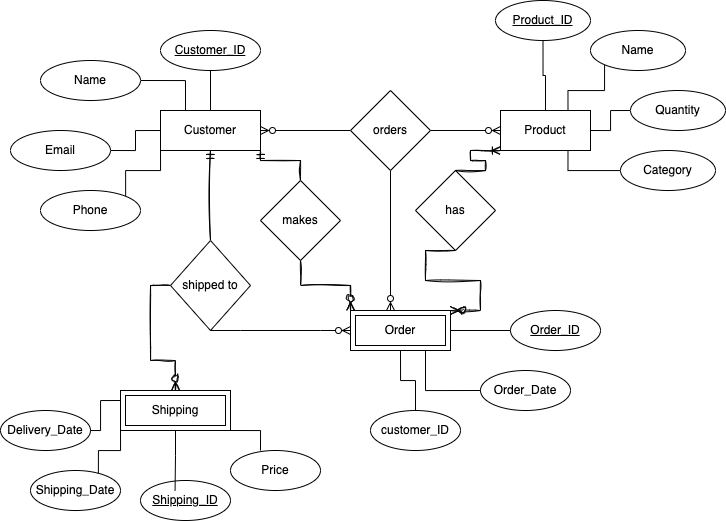 Product_ID
Customer_ID
Name
Name
Quantity
Customer
orders
Product
Email
Category
Phone
makes
has
shipped to
Order
Order_ID
Order_Date
Shipping
Delivery_Date
customer_ID
Price
Shipping_Date
Shipping_ID